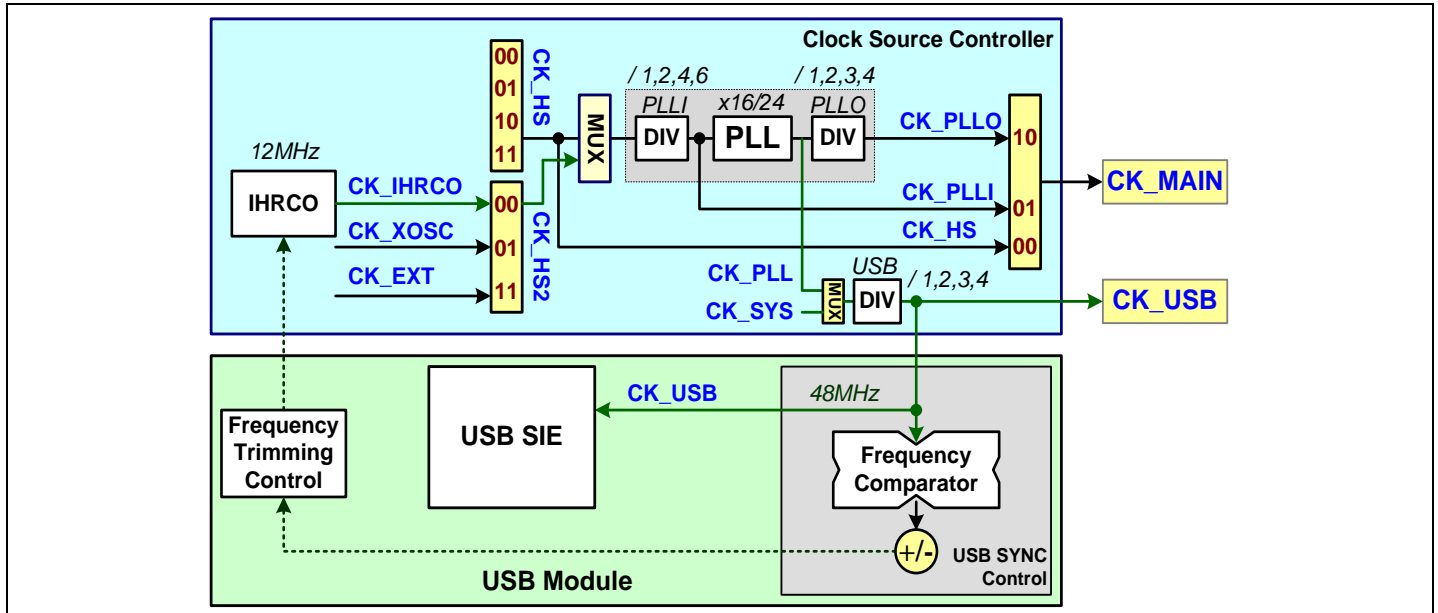 Clock Source Controller
00
01
10
11
CK_HS
/ 1,2,4,6
/ 1,2,3,4
PLLI
x16/24
PLLO
MUX
DIV
PLL
DIV
CK_PLLO
10
12MHz
IHRCO
CK_IHRCO
00
CK_XOSC
01
CK_EXT
11
CK_HS2
CK_PLLI
01
CK_HS
00
CK_MAIN
CK_PLL
CK_SYS
MUX
USB
DIV
/ 1,2,3,4
CK_USB
Frequency
Trimming
Control
USB SIE
CK_USB
48MHz
Frequency
Comparator
+/-
USB SYNC
Control
USB Module